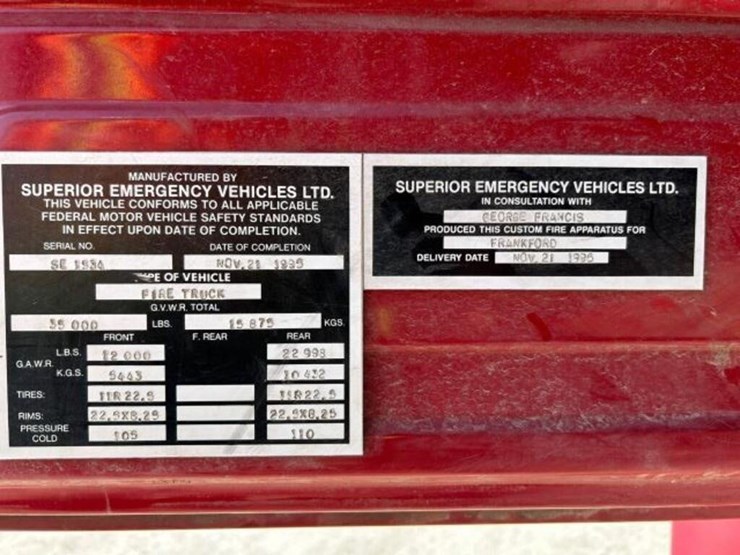 MANUFACTURED BY
SUPERIOR EMERGENCY VEHICLES LTD.
THIS VEHICLE CONFORMS TO ALL APPLICABLE
FEDERAL MOTOR VEHICLE SAFETY STANDARDS
IN EFFECT UPON DATE OF COMPLETION.
SERIAL NO. DATE OF COMPLETION
SE 1934 NOV. 21 1995
TYPE OF VEHICLE
FIRE TRUCK
G.V.W.R. TOTAL
35 000 LBS. 15 875 KGS.
FRONT F. REAR REAR
G.A.W.R. L.B.S. 12 000 22 998
K.G.S. 5443 10 432
TIRES: 11R 22.5 11R22.5
RIMS: 22.5X8.25 22.5X8.25
PRESSURE
COLD 105 110
SUPERIOR EMERGENCY VEHICLES LTD.
IN CONSULTATION WITH
GEORGE FRANCIS
PRODUCED THIS CUSTOM FIRE APPARATUS FOR
FRANKFORD
DELIVERY DATE NOV. 21 1995